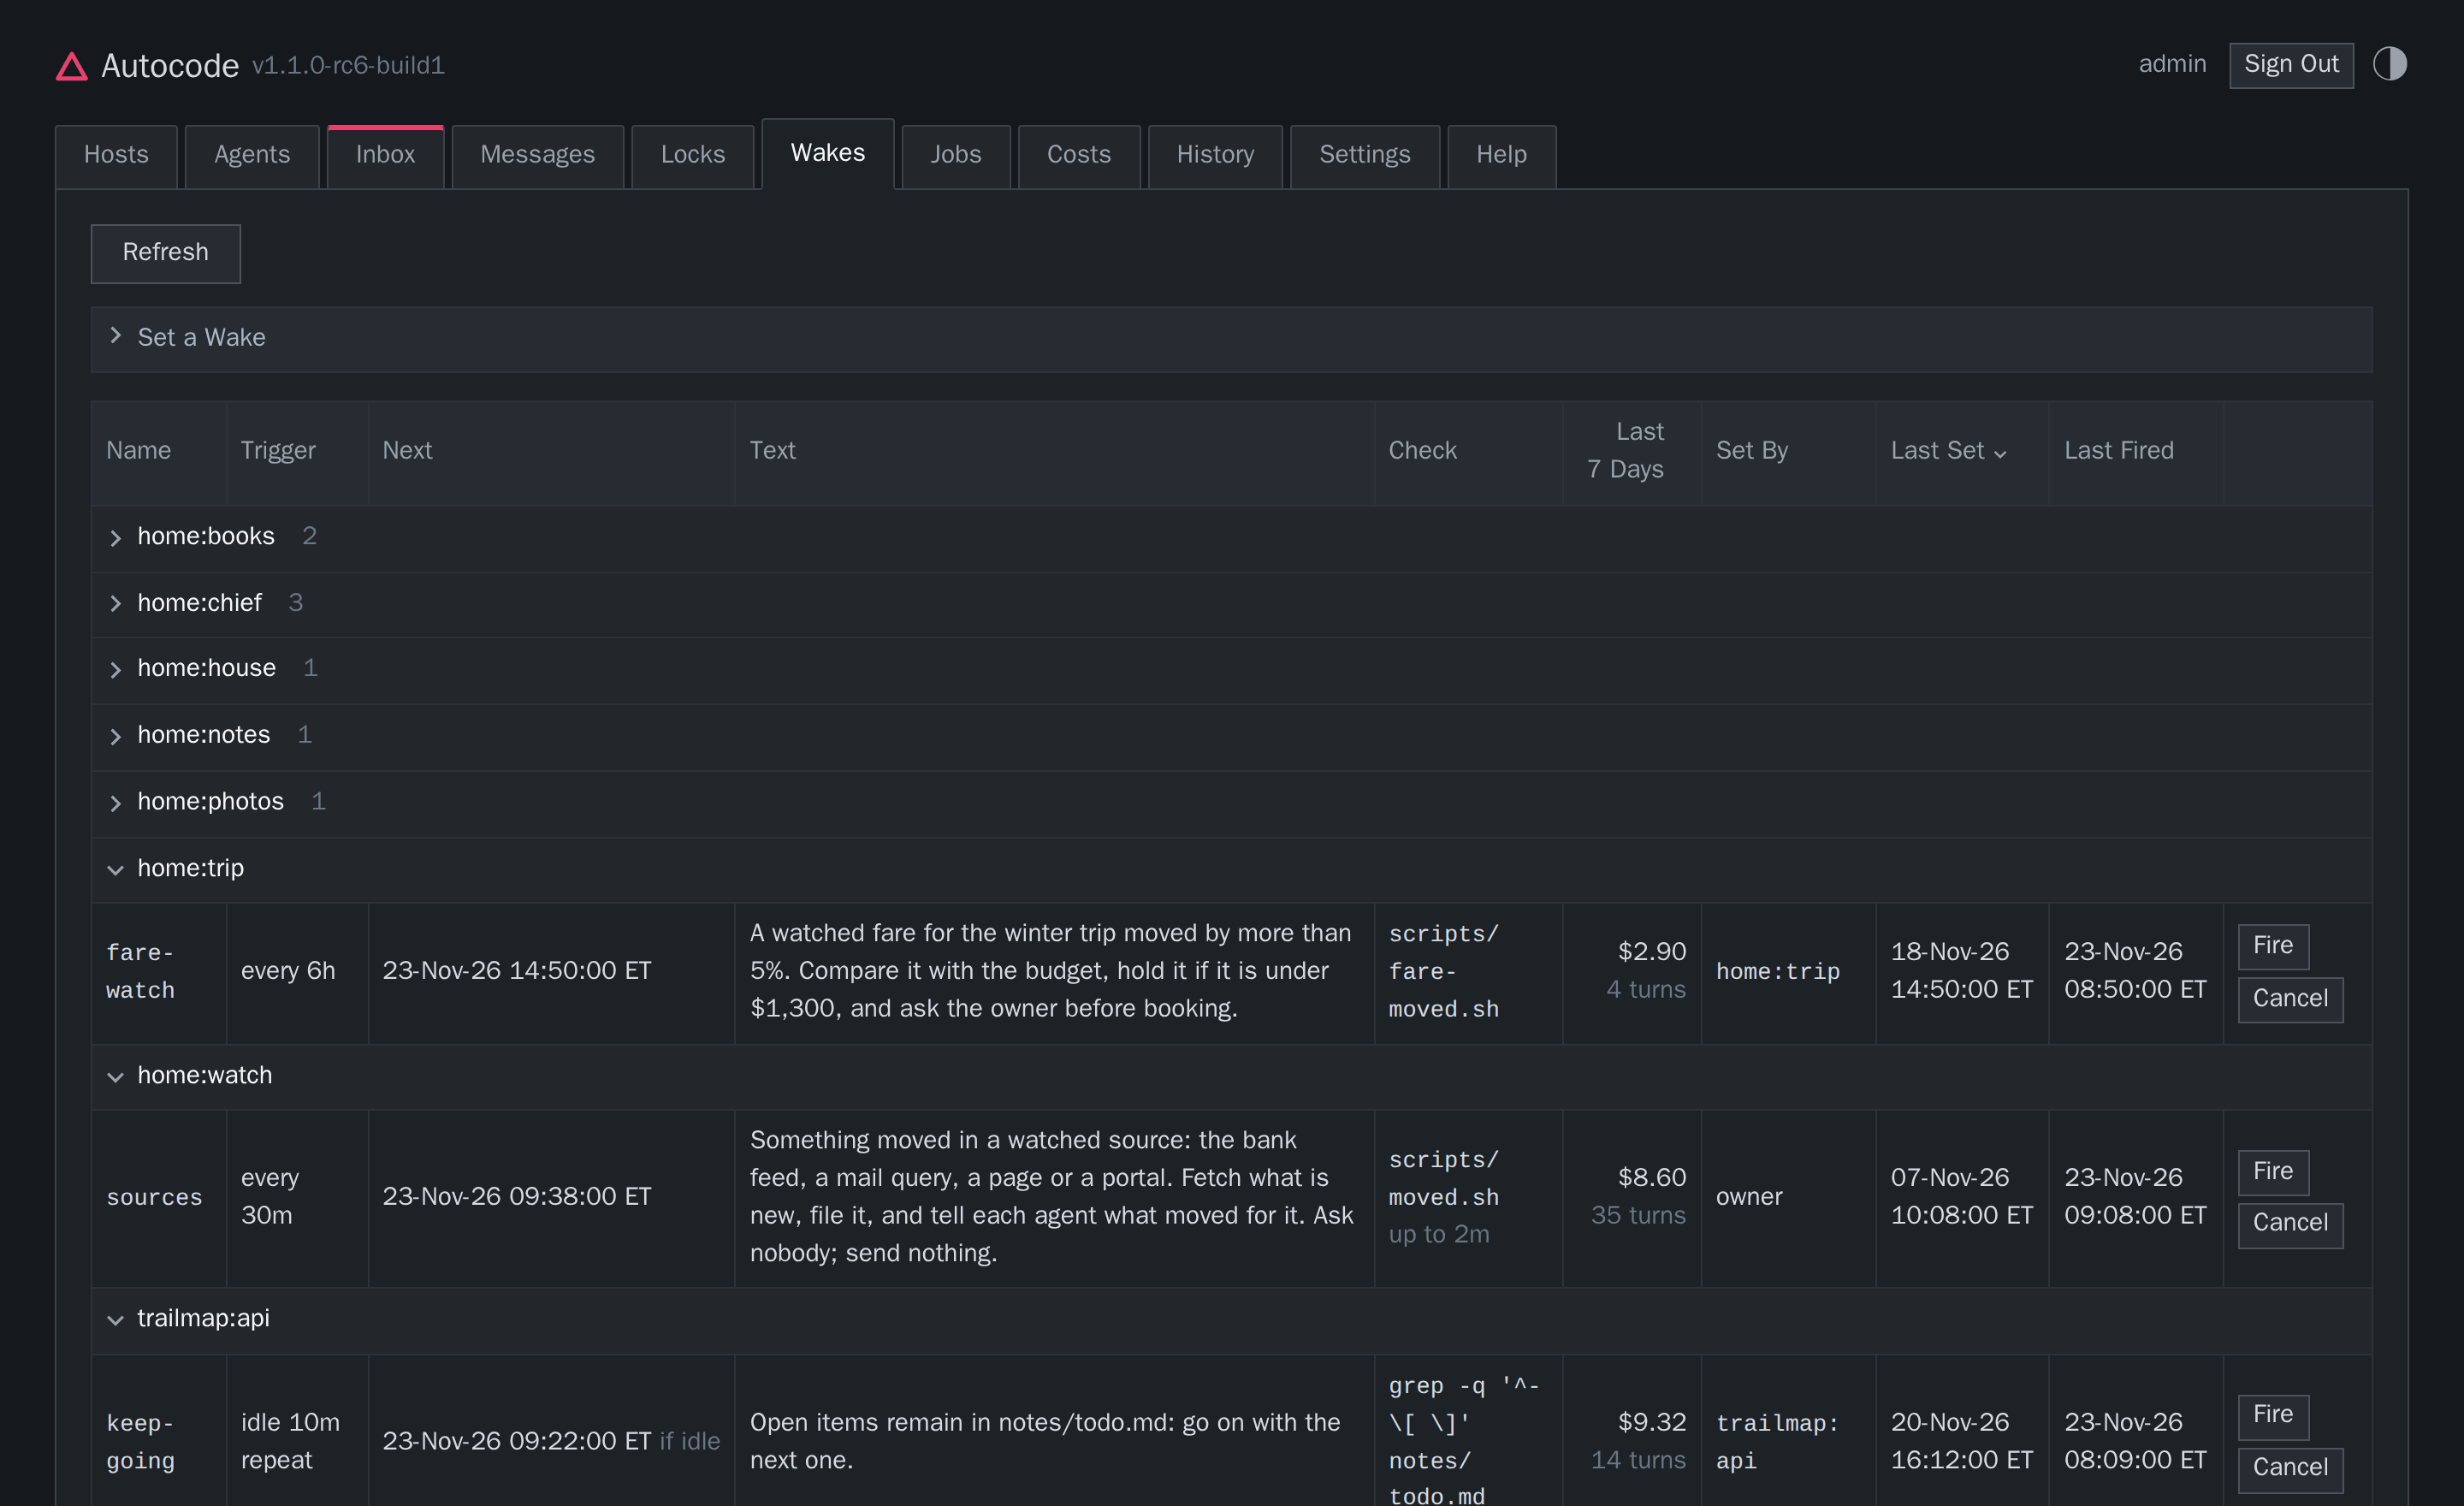 Autocode v1.1.0-rc6-build1
admin Sign Out
Hosts Agents Inbox Messages Locks Wakes Jobs Costs History Settings Help
Refresh
Set a Wake
Name Trigger Next Text Check Last 7 Days Set By Last Set Last Fired
home:books 2
home:chief 3
home:house 1
home:notes 1
home:photos 1
home:trip
fare-
watch
every 6h
23-Nov-26 14:50:00 ET
A watched fare for the winter trip moved by more than
5%. Compare it with the budget, hold it if it is under
$1,300, and ask the owner before booking.
scripts/
fare-
moved.sh
$2.90
4 turns
home:trip
18-Nov-26
14:50:00 ET
23-Nov-26
08:50:00 ET
Fire
Cancel
home:watch
sources
every
30m
23-Nov-26 09:38:00 ET
Something moved in a watched source: the bank
feed, a mail query, a page or a portal. Fetch what is
new, file it, and tell each agent what moved for it. Ask
nobody; send nothing.
scripts/
moved.sh
up to 2m
$8.60
35 turns
owner
07-Nov-26
10:08:00 ET
23-Nov-26
09:08:00 ET
Fire
Cancel
trailmap:api
keep-
going
idle 10m
repeat
23-Nov-26 09:22:00 ET if idle
Open items remain in notes/todo.md: go on with the
next one.
grep -q '^-
\[ \]'
notes/
todo.md
$9.32
14 turns
trailmap:
api
20-Nov-26
16:12:00 ET
23-Nov-26
08:09:00 ET
Fire
Cancel